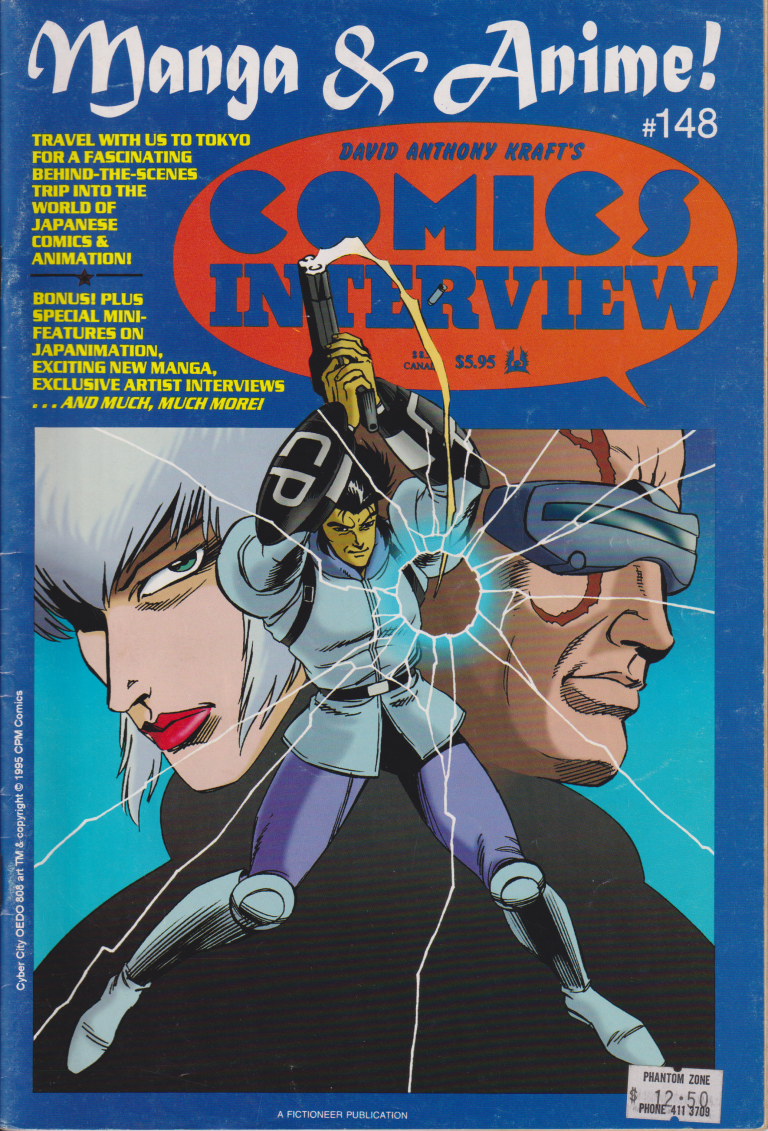 Manga & Anime!
#148
TRAVEL WITH US TO TOKYO
FOR A FASCINATING
BEHIND-THE-SCENES
TRIP INTO THE
WORLD OF
JAPANESE
COMICS &
ANIMATION!
BONUS! PLUS
SPECIAL MINI-
FEATURES ON
JAPANIMATION,
EXCITING NEW MANGA,
EXCLUSIVE ARTIST INTERVIEWS
. . . AND MUCH, MUCH MORE!
DAVID ANTHONY KRAFT'S
COMICS
INTERVIEW
$5.95
CP
Cyber City OEDO 808 art TM & copyright © 1995 CPM Comics
A FICTIONEER PUBLICATION
PHANTOM ZONE
$ 12.50
PHONE 411 3709